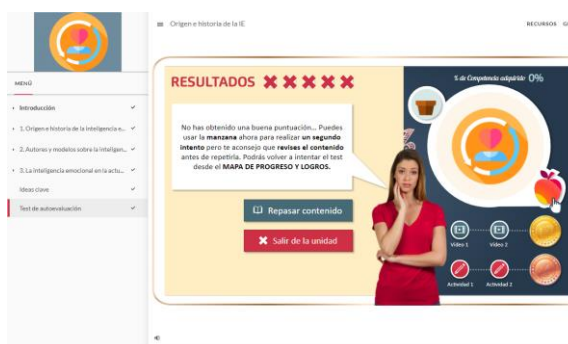 Origen e historia de la IE
RECURSOS
MENÚ
Introducción
1. Origen e historia de la inteligencia e...
2. Autores y modelos sobre la inteligen...
3. La inteligencia emocional en la actu...
Ideas clave
Test de autoevaluación
RESULTADOS
No has obtenido una buena puntuación... Puedes
usar la manzana ahora para realizar un segundo
intento pero te aconsejo que revises el contenido
antes de repetirla. Podrás volver a intentar el test
desde el MAPA DE PROGRESO Y LOGROS.
Repasar contenido
Salir de la unidad
% de Competencia adquirido 0%
Vídeo 1 Vídeo 2
Actividad 1 Actividad 2